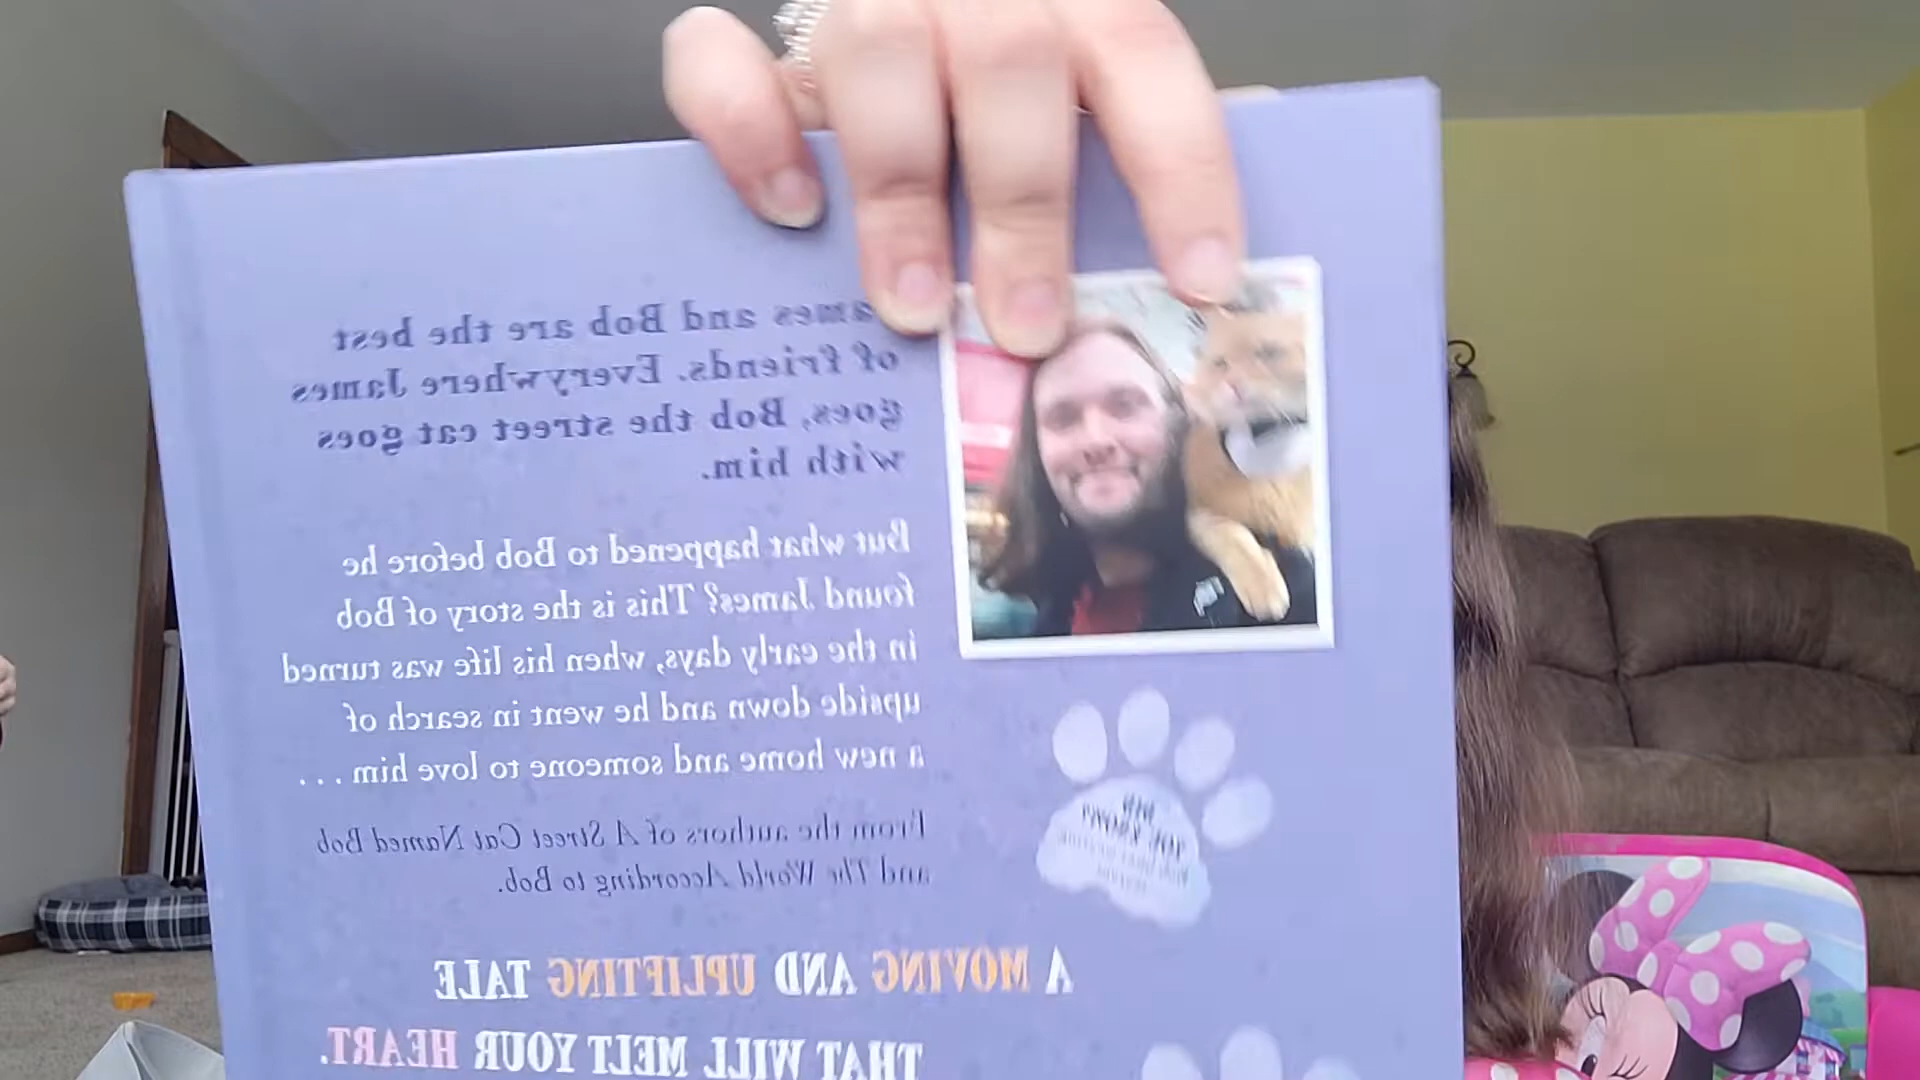 ames and Bob are the best
of friends. Everywhere James
goes, Bob the street cat goes
with him.
But what happened to Bob before he
found James? This is the story of Bob
in the early days, when his life was turned
upside down and he went in search of
a new home and someone to love him . . .
From the authors of A Street Cat Named Bob
and The World According to Bob.
A MOVING AND UPLIFTING TALE
THAT WILL MELT YOUR HEART.